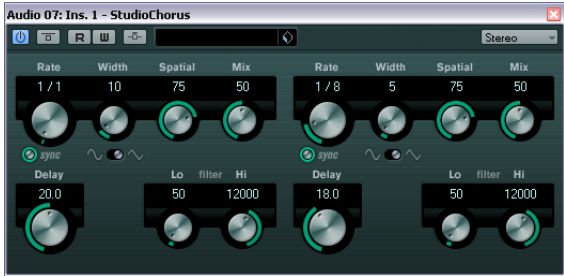 Audio 07: Ins. 1 - StudioChorus
R W Stereo
Rate Width Spatial Mix Rate Width Spatial Mix
1 / 1 10 75 50 1 / 8 5 75 50
sync sync
Delay Lo filter Hi Delay Lo filter Hi
20.0 50 12000 18.0 50 12000